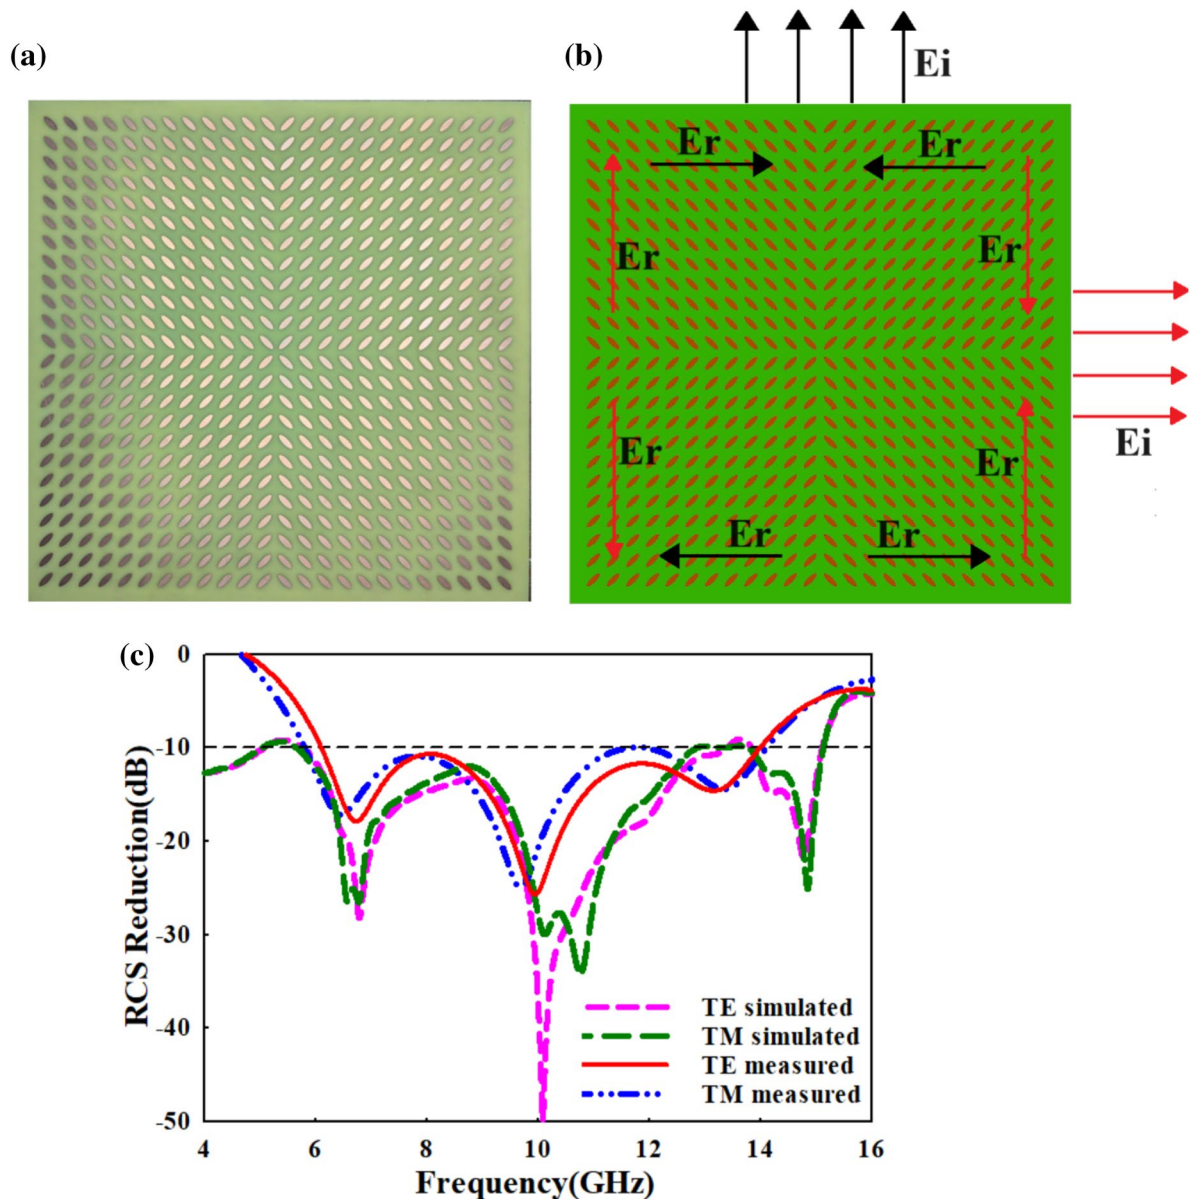 (a)
(b)
Ei
Er
Er
Er
Er
Er
Er
Ei
Er
Er
(c)
0
-10
-20
-30
-40
-50
RCS Reduction(dB)
TE simulated
TM simulated
TE measured
TM measured
4
6
8
10
12
14
16
Frequency(GHz)